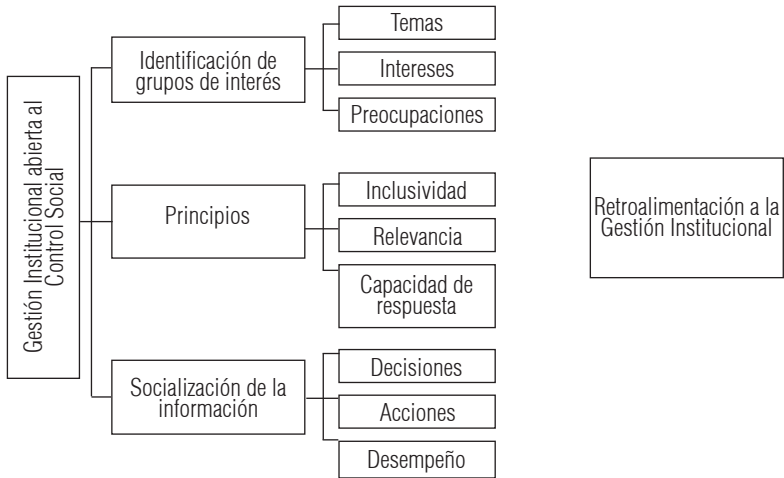 Gestión Institucional abierta al
Control Social
Identificación de
grupos de interés
Temas
Intereses
Preocupaciones
Principios
Inclusividad
Relevancia
Capacidad de
respuesta
Socialización de la
información
Decisiones
Acciones
Desempeño
Retroalimentación a la
Gestión Institucional